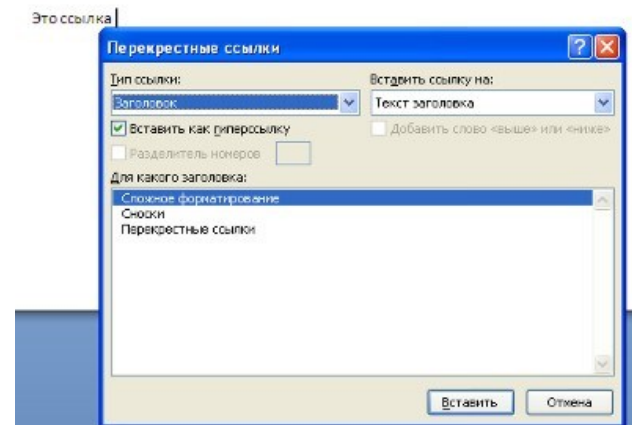 Это ссылка
Перекрестные ссылки
Тип ссылки:
Вставить ссылку на:
Заголовок
Текст заголовка
Вставить как гиперссылку
Добавить слово «выше» или «ниже»
Разделитель номеров
Для какого заголовка:
Сложное форматирование
Сноски
Перекрестные ссылки
Вставить
Отмена